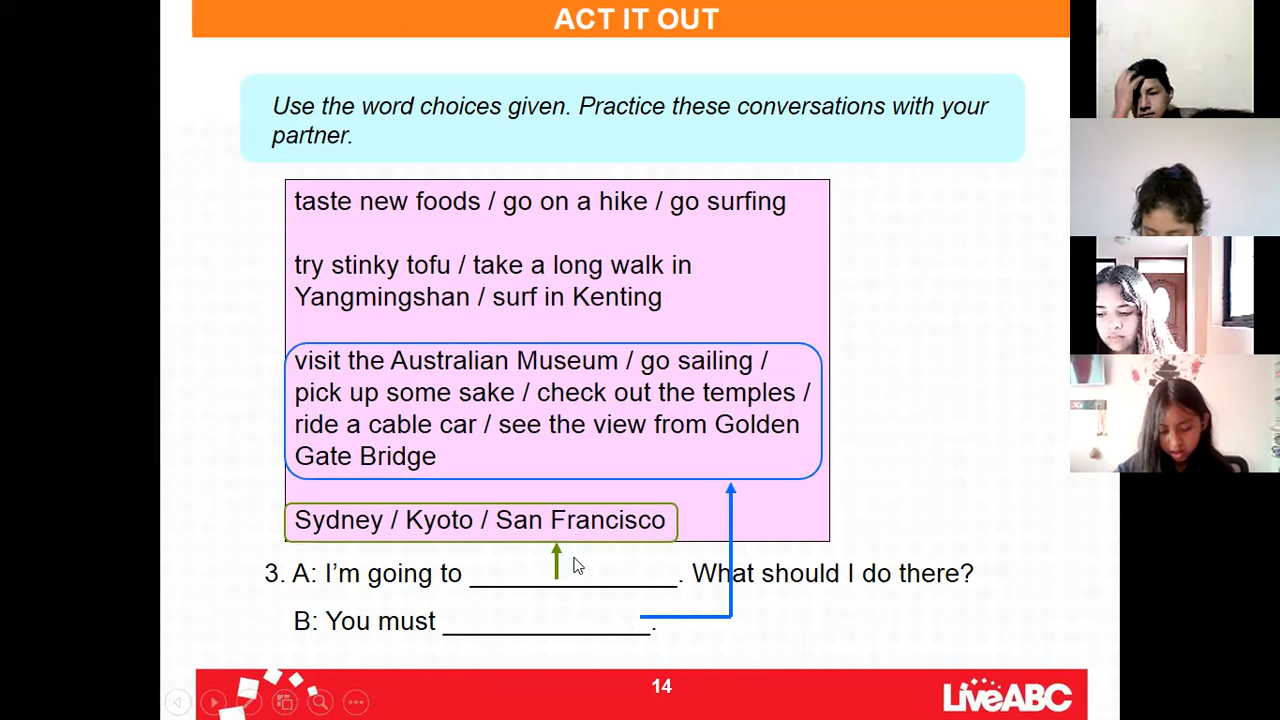 ACT IT OUT
Use the word choices given. Practice these conversations with your
partner.
taste new foods / go on a hike / go surfing
try stinky tofu / take a long walk in
Yangmingshan / surf in Kenting
visit the Australian Museum / go sailing /
pick up some sake / check out the temples /
ride a cable car / see the view from Golden
Gate Bridge
Sydney / Kyoto / San Francisco
3. A: I'm going to ______________. What should I do there?
B: You must ______________.
14
LiveABC